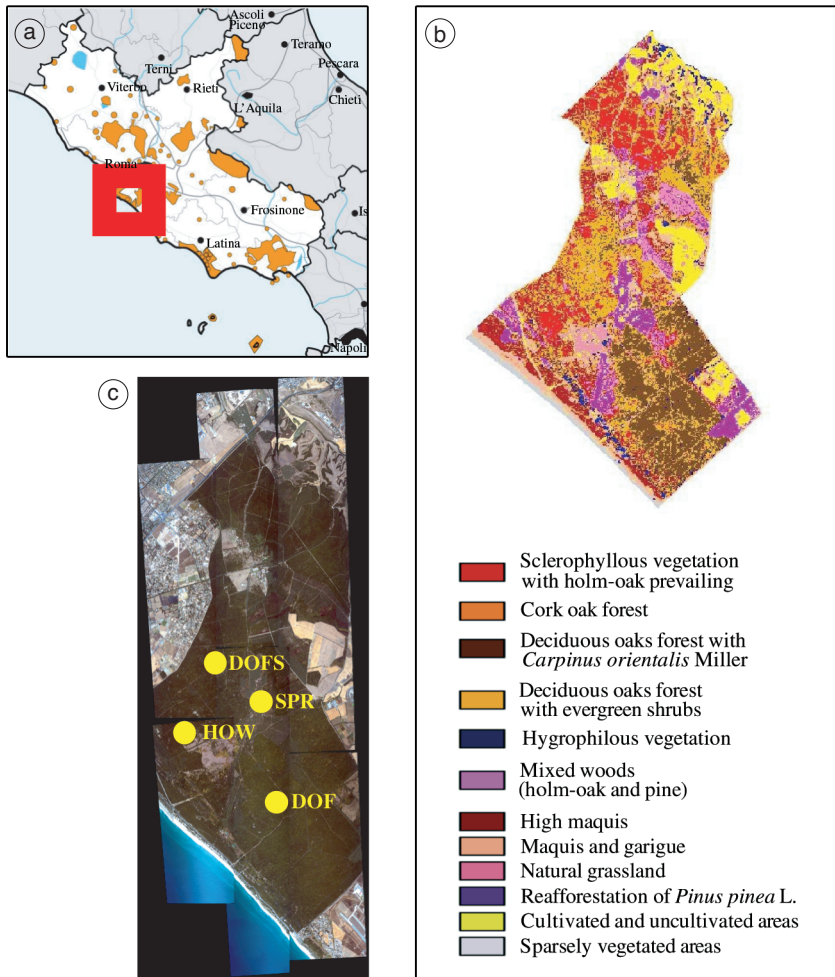 a
Ascoli
Piceno
Teramo
Terni
Pescara
Viterbo
Rieti
L'Aquila
Chieti
Roma
Frosinone
Is
Latina
Napoli
b
c
DOFS
SPR
HOW
DOF
Sclerophyllous vegetation
with holm-oak prevailing
Cork oak forest
Deciduous oaks forest with
Carpinus orientalis Miller
Deciduous oaks forest
with evergreen shrubs
Hygrophilous vegetation
Mixed woods
(holm-oak and pine)
High maquis
Maquis and garigue
Natural grassland
Reafforestation of Pinus pinea L.
Cultivated and uncultivated areas
Sparsely vegetated areas